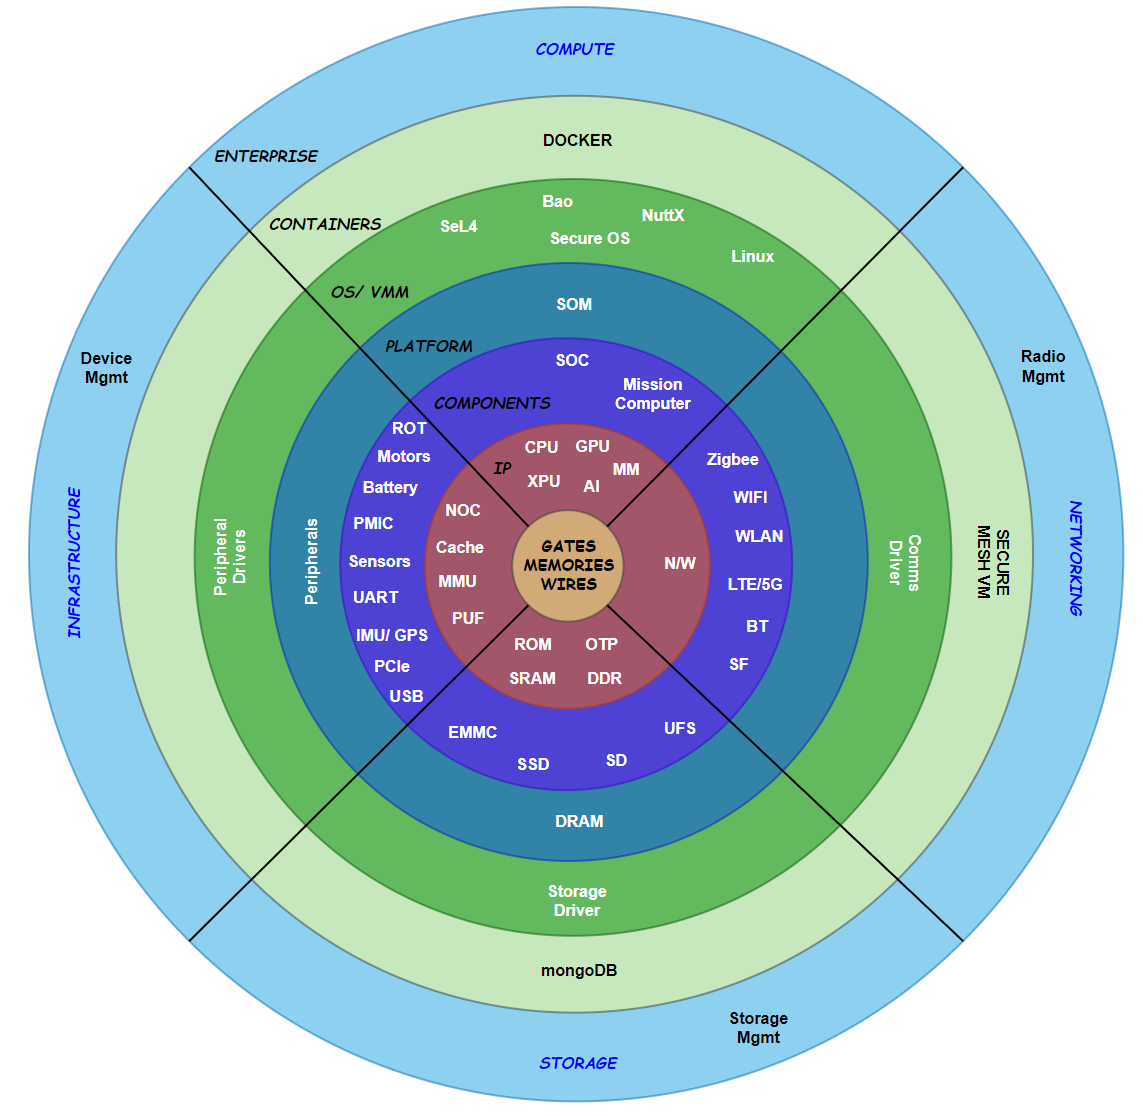 COMPUTE
DOCKER
ENTERPRISE
CONTAINERS
SeL4
Bao
NuttX
Secure OS
Linux
OS/ VMM
SOM
PLATFORM
SOC
Mission
Computer
COMPONENTS
Device
Mgmt
Radio
Mgmt
ROT
Motors
Battery
PMIC
Sensors
UART
IMU/ GPS
PCIe
USB
IP
CPU
GPU
XPU
AI
MM
NOC
Cache
MMU
PUF
GATES
MEMORIES
WIRES
N/W
ROM
OTP
SRAM
DDR
Zigbee
WIFI
WLAN
LTE/5G
BT
SF
INFRASTRUCTURE
Peripheral
Drivers
Peripherals
Comms
Driver
SECURE
MESH VM
NETWORKING
EMMC
SSD
SD
UFS
DRAM
Storage
Driver
mongoDB
Storage
Mgmt
STORAGE